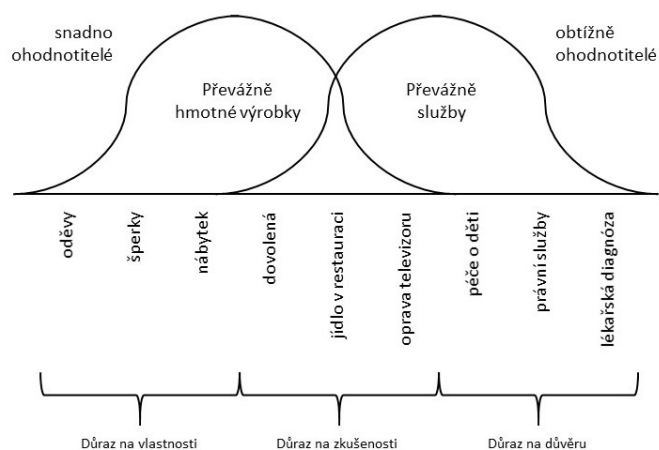 snadno
ohodnotitelé
obtížně
ohodnotitelé
Převážně
hmotné výrobky
Převážně
služby
oděvy
šperky
nábytek
dovolená
jídlo v restauraci
oprava televizoru
péče o děti
právní služby
lékařská diagnóza
Důraz na vlastnosti
Důraz na zkušenosti
Důraz na důvěru